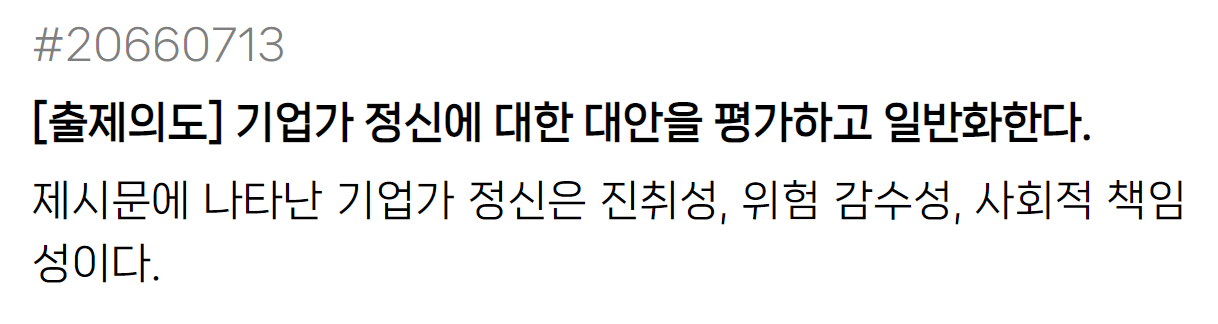 #20660713
[출제의도] 기업가 정신에 대한 대안을 평가하고 일반화한다.
제시문에 나타난 기업가 정신은 진취성, 위험 감수성, 사회적 책임
성이다.